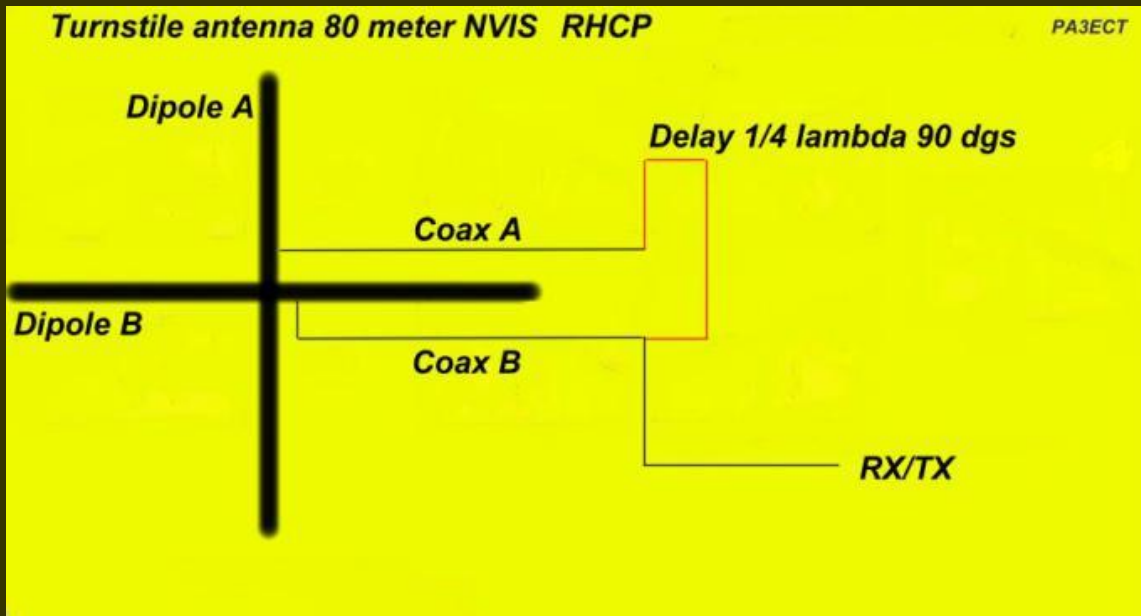 Turnstile antenna 80 meter NVIS RHCP
PA3ECT
Dipole A
Delay 1/4 lambda 90 dgs
Coax A
Dipole B
Coax B
RX/TX